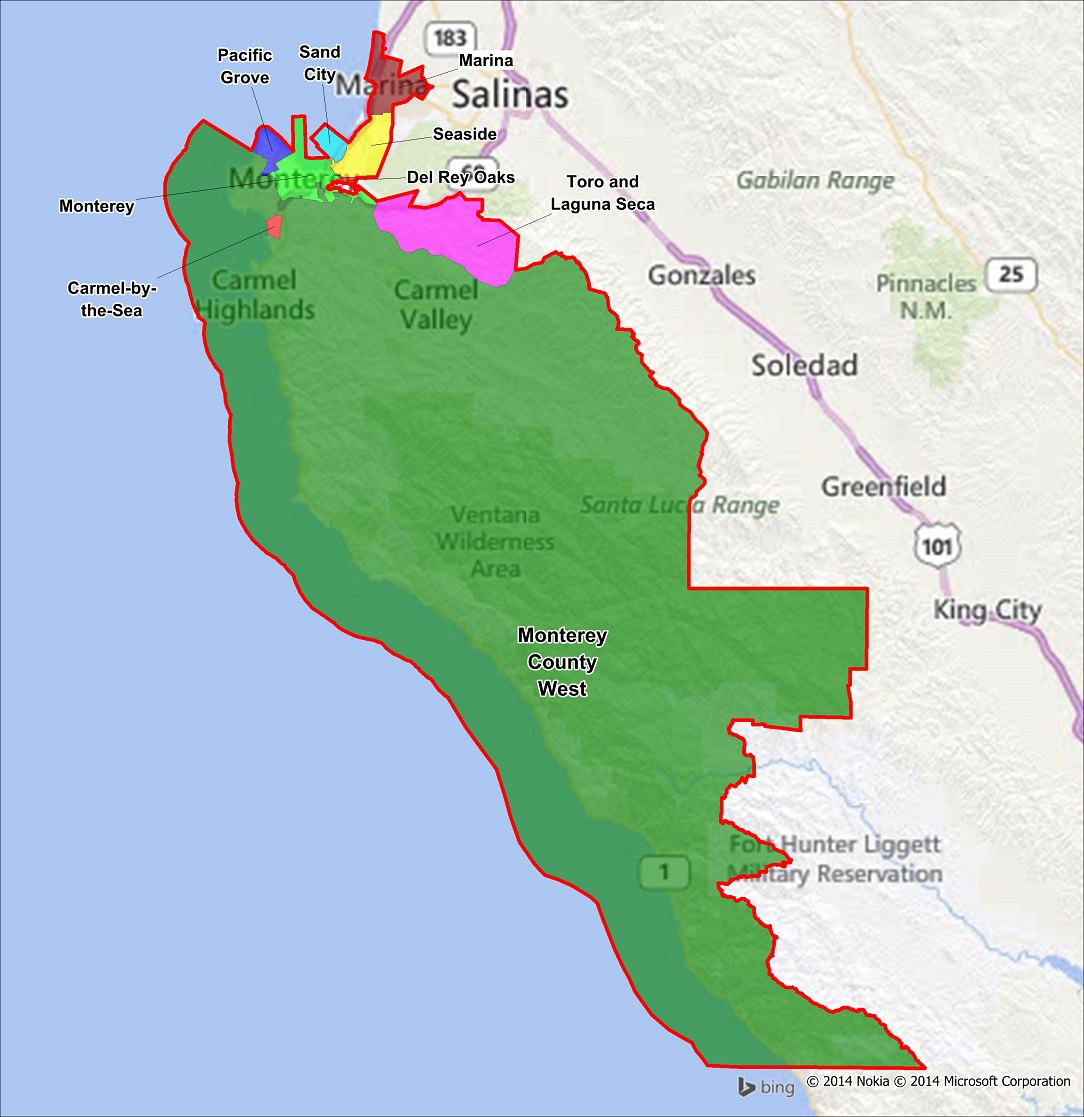 183
Pacific
Grove
Sand
City
Marina
Marina
Salinas
Seaside
68
Del Rey Oaks
Monterey
Toro and
Laguna Seca
Gabilan Range
Monterey
Carmel-by-
the-Sea
Carmel
Highlands
Carmel
Valley
Gonzales
Pinnacles
N.M.
25
Soledad
Greenfield
Santa Lucia Range
Ventana
Wilderness
Area
101
King City
Monterey
County
West
Fort Hunter Liggett
Military Reservation
1
bing
© 2014 Nokia © 2014 Microsoft Corporation